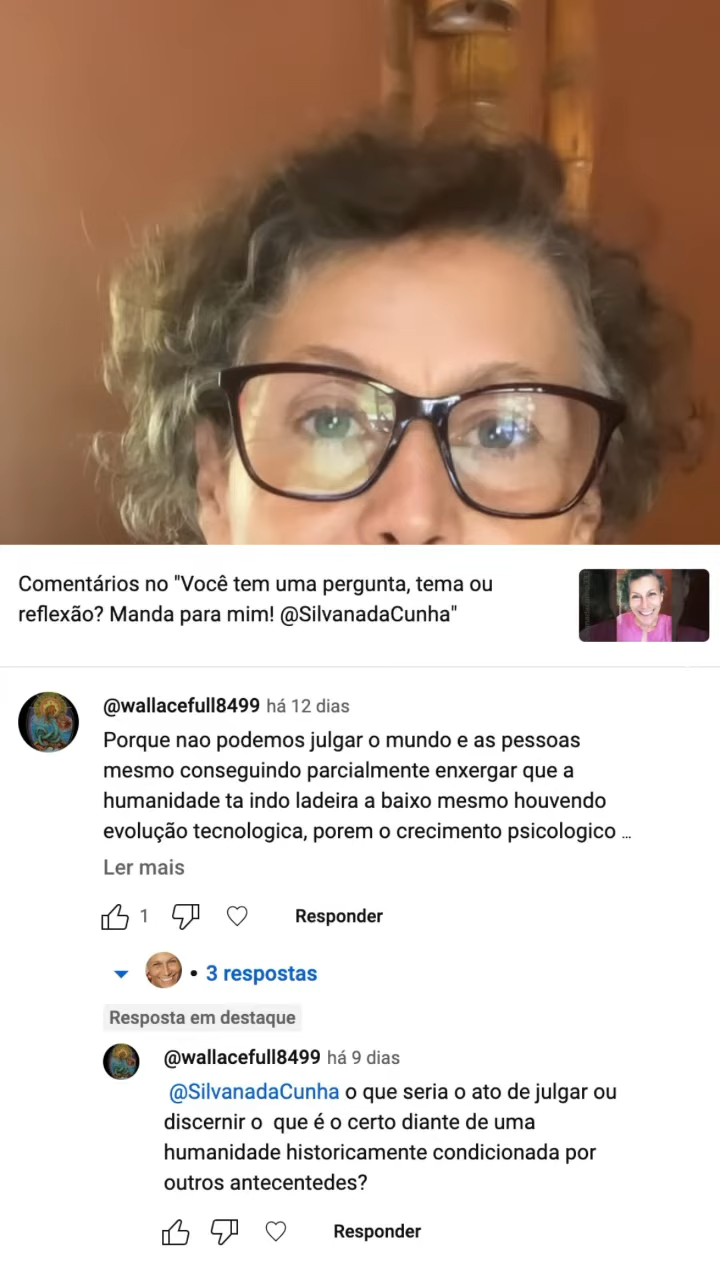 Comentários no "Você tem uma pergunta, tema ou
reflexão? Manda para mim! @SilvanadaCunha"
@wallacefull8499 há 12 dias
Porque nao podemos julgar o mundo e as pessoas
mesmo conseguindo parcialmente enxergar que a
humanidade ta indo ladeira a baixo mesmo houvendo
evolução tecnologica, porem o crecimento psicologico ...
Ler mais
1 Responder
• 3 respostas
Resposta em destaque
@wallacefull8499 há 9 dias
@SilvanadaCunha o que seria o ato de julgar ou
discernir o  que é o certo diante de uma
humanidade historicamente condicionada por
outros antecentedes?
Responder